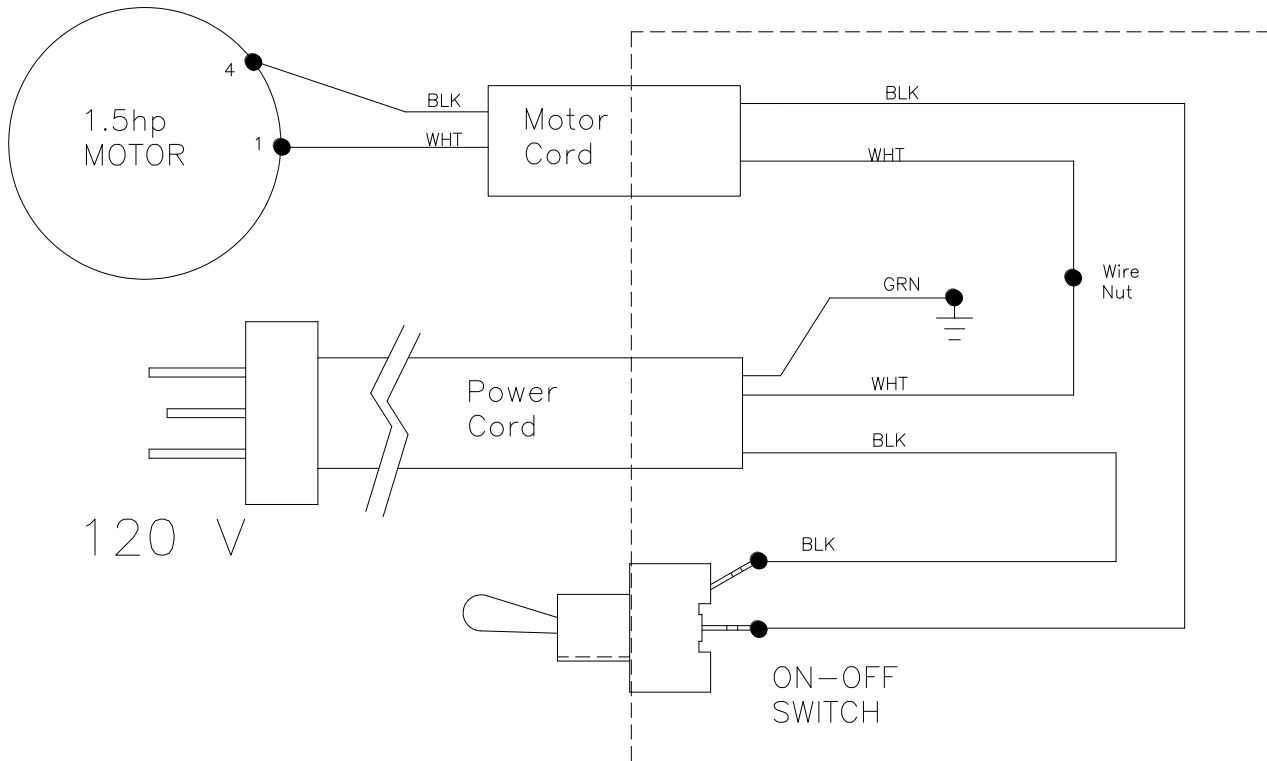 4
BLK
BLK
1.5hp
MOTOR
Motor
Cord
1
WHT
WHT
Wire
Nut
GRN
Power
Cord
WHT
BLK
120 V
BLK
ON-OFF
SWITCH